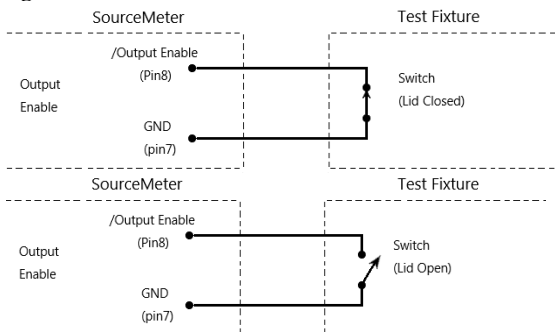 SourceMeter
Test Fixture
/Output Enable
(Pin8)
Output
Enable
Switch
(Lid Closed)
GND
(pin7)
SourceMeter
Test Fixture
/Output Enable
(Pin8)
Output
Enable
Switch
(Lid Open)
GND
(pin7)